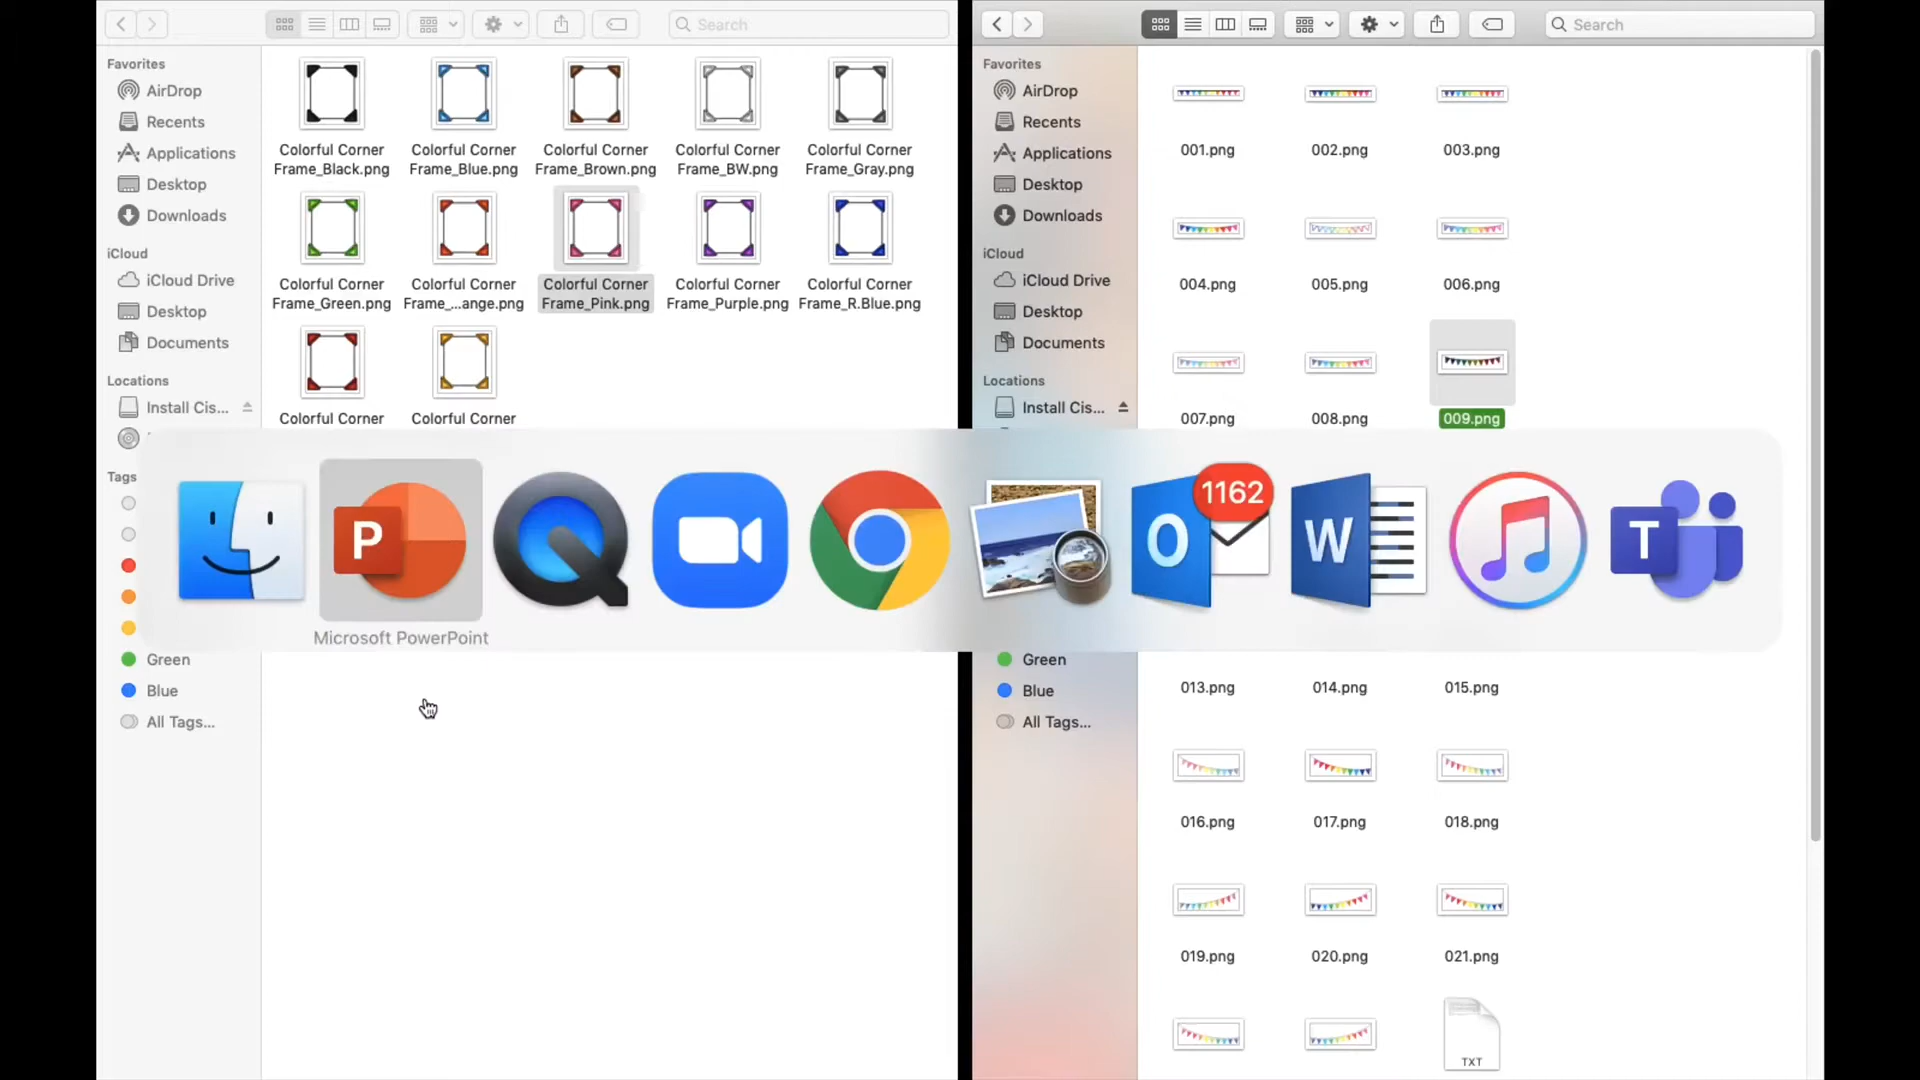 Search
Search
Favorites
AirDrop
Recents
Applications
Desktop
Downloads
iCloud
iCloud Drive
Desktop
Documents
Locations
Install Cis...
Tags
Green
Blue
All Tags...
Colorful Corner
Frame_Black.png
Colorful Corner
Frame_Blue.png
Colorful Corner
Frame_Brown.png
Colorful Corner
Frame_BW.png
Colorful Corner
Frame_Gray.png
Colorful Corner
Frame_Green.png
Colorful Corner
Frame_...ange.png
Colorful Corner
Frame_Pink.png
Colorful Corner
Frame_Purple.png
Colorful Corner
Frame_R.Blue.png
Colorful Corner
Colorful Corner
P
Microsoft PowerPoint
O
1162
W
T
Favorites
AirDrop
Recents
Applications
Desktop
Downloads
iCloud
iCloud Drive
Desktop
Documents
Locations
Install Cis...
Green
Blue
All Tags...
001.png
002.png
003.png
004.png
005.png
006.png
007.png
008.png
009.png
013.png
014.png
015.png
016.png
017.png
018.png
019.png
020.png
021.png
TXT